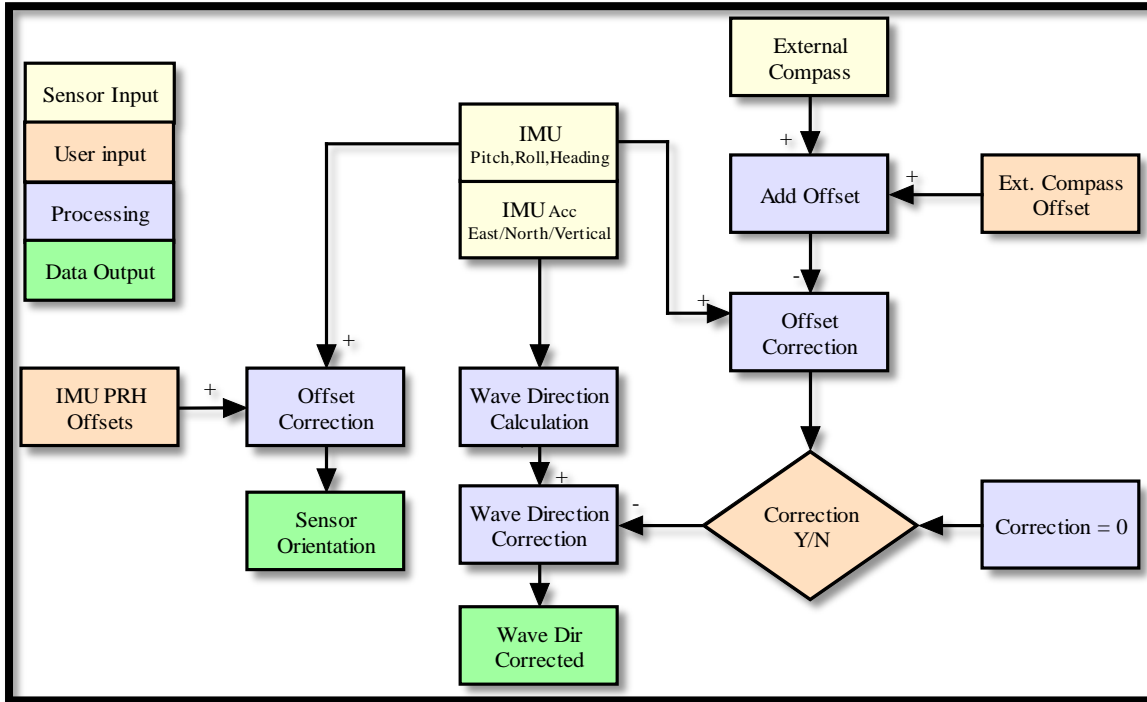 External
Compass
Sensor Input
User input
Processing
Data Output
IMU
Pitch,Roll,Heading
IMU Acc
East/North/Vertical
+
Add Offset
+
Ext. Compass
Offset
-
+
Offset
Correction
+
IMU PRH
Offsets
+
Offset
Correction
Wave Direction
Calculation
+
Sensor
Orientation
Wave Direction
Correction
-
Correction
Y/N
Correction = 0
Wave Dir
Corrected